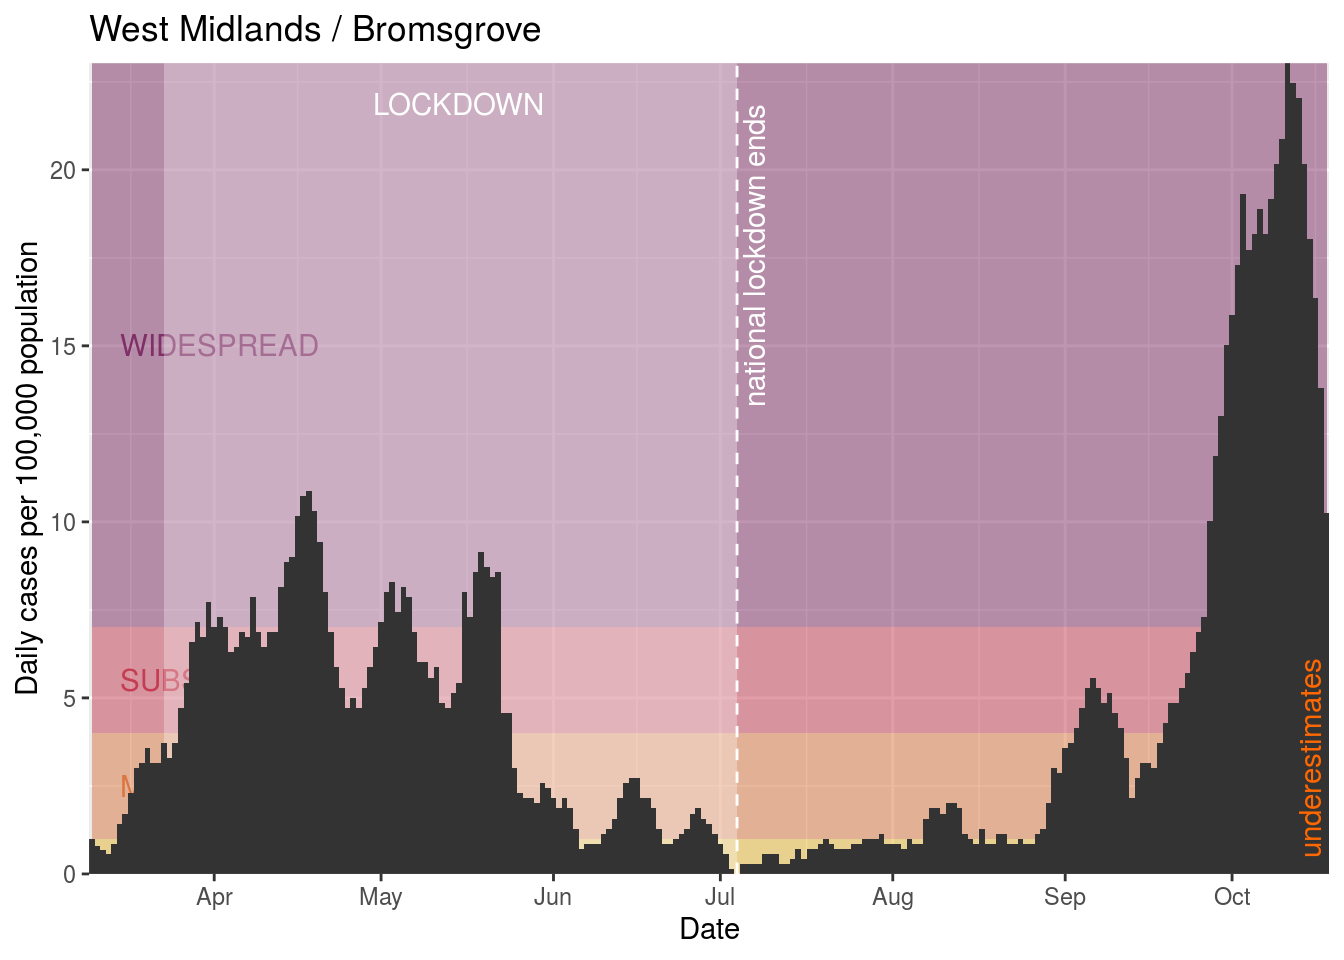 West Midlands / Bromsgrove
LOCKDOWN
national lockdown ends
WIDESPREAD
underestimates
Daily cases per 100,000 population
20
15
10
5
0
Apr
May
Jun
Jul
Aug
Sep
Oct
Date